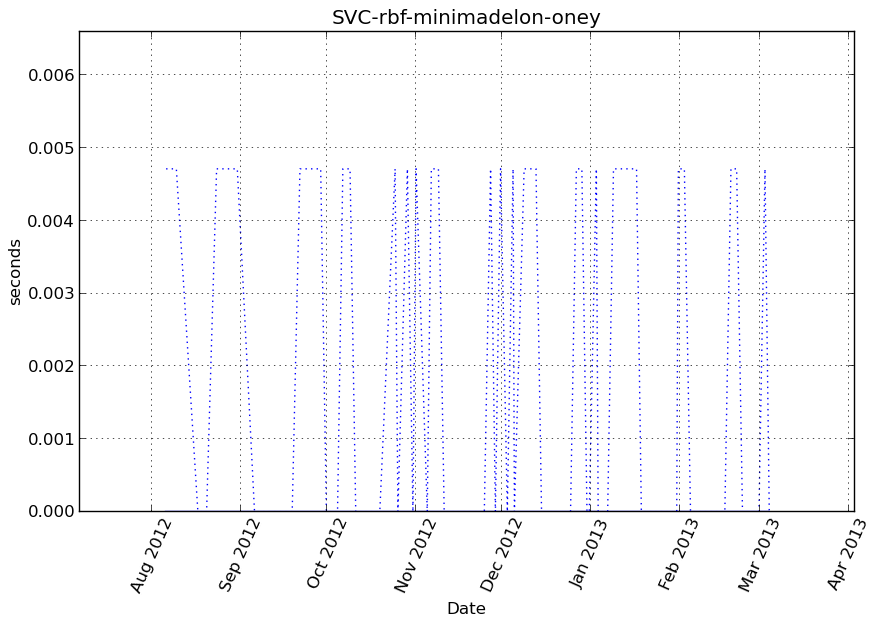 SVC-rbf-minimadelon-oney
0.006
0.005
0.004
0.003
0.002
0.001
0.000
seconds
Aug 2012
Sep 2012
Oct 2012
Nov 2012
Dec 2012
Jan 2013
Feb 2013
Mar 2013
Apr 2013
Date